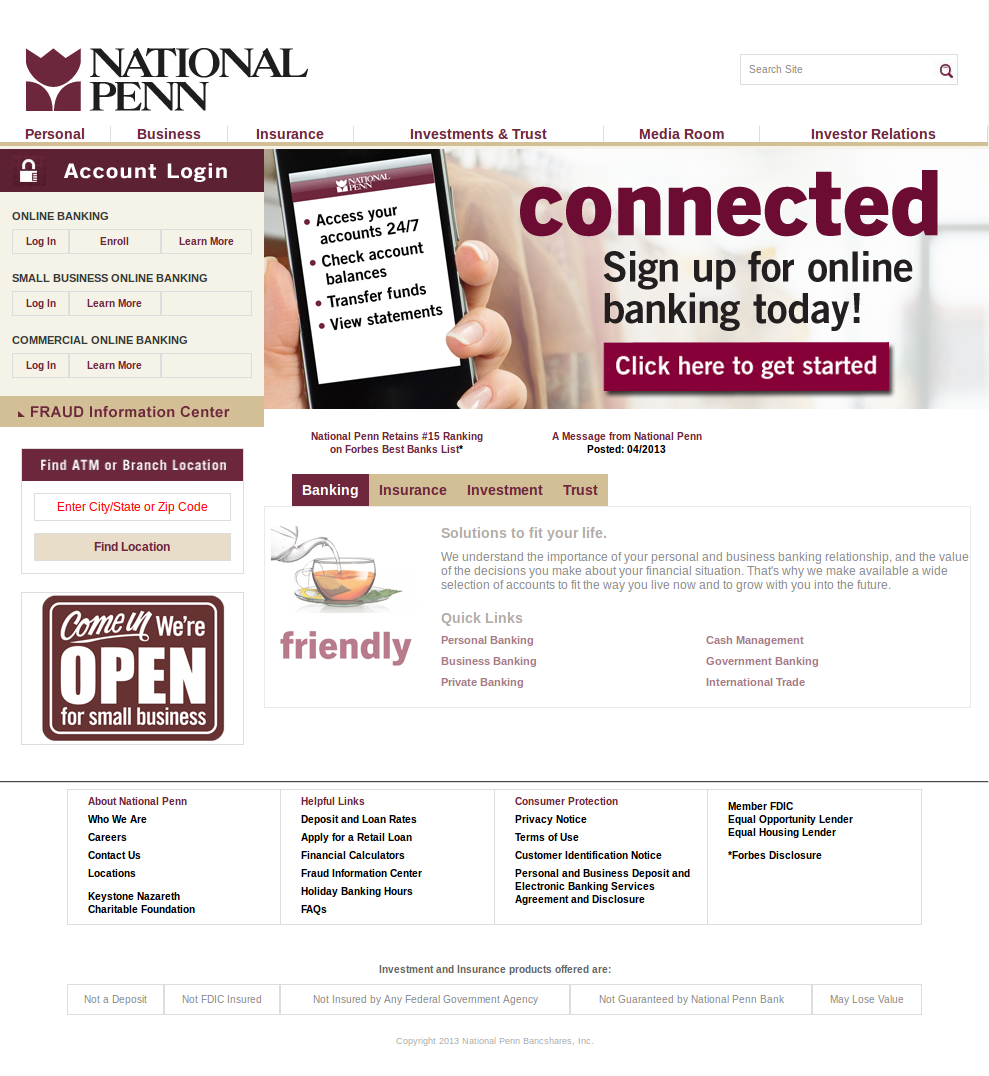 NATIONAL
PENN
Search Site
Personal
Business
Insurance
Investments & Trust
Media Room
Investor Relations
Account Login
ONLINE BANKING
Log In
Enroll
Learn More
SMALL BUSINESS ONLINE BANKING
Log In
Learn More
COMMERCIAL ONLINE BANKING
Log In
Learn More
FRAUD Information Center
Find ATM or Branch Location
Enter City/State or Zip Code
Find Location
Come in We're
OPEN
for small business
NATIONAL
PENN
• Access your
accounts 24/7
• Check account
balances
• Transfer funds
• View statements
connected
Sign up for online
banking today!
Click here to get started
National Penn Retains #15 Ranking
on Forbes Best Banks List*
A Message from National Penn
Posted: 04/2013
Banking
Insurance
Investment
Trust
friendly
Solutions to fit your life.
We understand the importance of your personal and business banking relationship, and the value
of the decisions you make about your financial situation. That's why we make available a wide
selection of accounts to fit the way you live now and to grow with you into the future.
Quick Links
Personal Banking
Business Banking
Private Banking
Cash Management
Government Banking
International Trade
About National Penn
Who We Are
Careers
Contact Us
Locations
Keystone Nazareth
Charitable Foundation
Helpful Links
Deposit and Loan Rates
Apply for a Retail Loan
Financial Calculators
Fraud Information Center
Holiday Banking Hours
FAQs
Consumer Protection
Privacy Notice
Terms of Use
Customer Identification Notice
Personal and Business Deposit and
Electronic Banking Services
Agreement and Disclosure
Member FDIC
Equal Opportunity Lender
Equal Housing Lender
*Forbes Disclosure
Investment and Insurance products offered are:
Not a Deposit
Not FDIC Insured
Not Insured by Any Federal Government Agency
Not Guaranteed by National Penn Bank
May Lose Value
Copyright 2013 National Penn Bancshares, Inc.